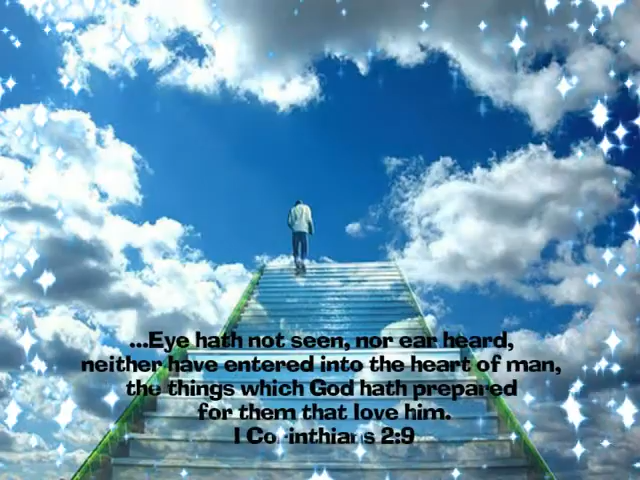 ...Eye hath not seen, nor ear heard,
neither have entered into the heart of man,
the things which God hath prepared
for them that love him.
I Corinthians 2:9